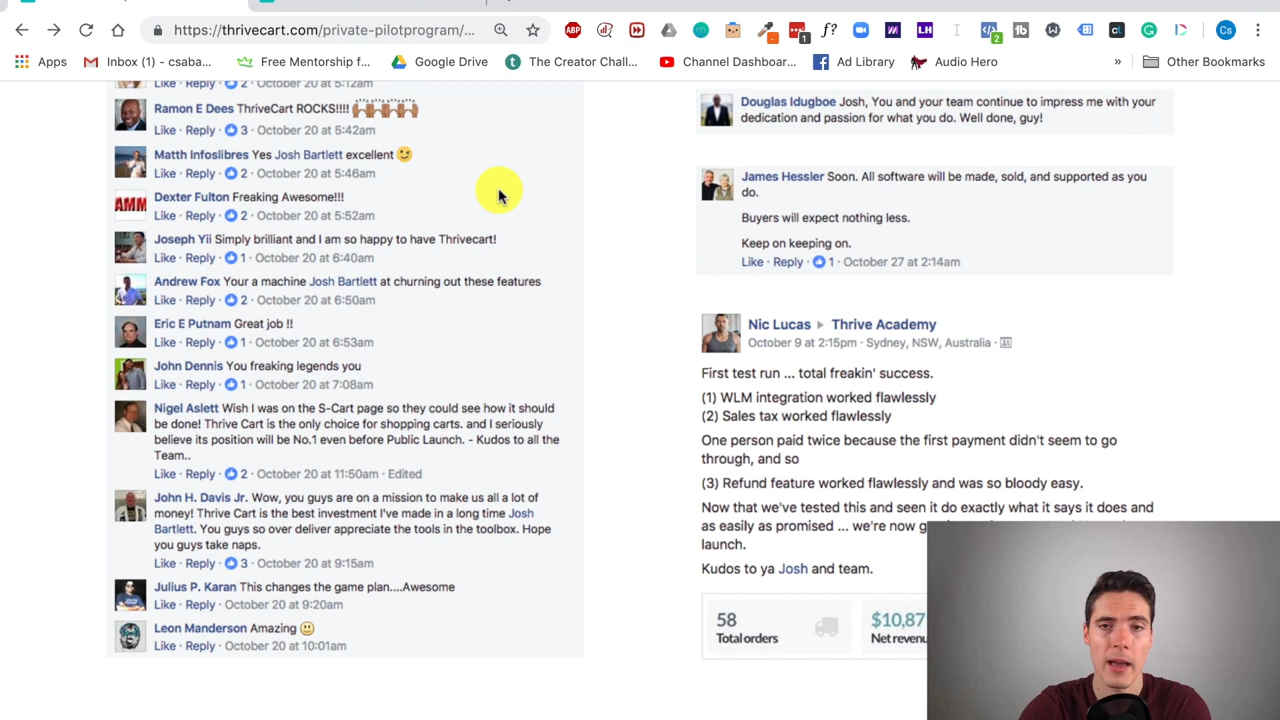 https://thrivecart.com/private-pilotprogram/...
ABP
1
f?
LH
2
Cs
Apps
Inbox (1) - csaba...
Free Mentorship f...
Google Drive
The Creator Chall...
Channel Dashboar...
Ad Library
Audio Hero
»
Other Bookmarks
Like · Reply · 2 · October 20 at 5:12am
Ramon E Dees ThriveCart ROCKS!!!! 🙌🏽🙌🏽🙌🏽🙌🏽
Like · Reply · 3 · October 20 at 5:42am
Matth Infoslibres Yes Josh Bartlett excellent 😉
Like · Reply · 2 · October 20 at 5:46am
AMM
Dexter Fulton Freaking Awesome!!!
Like · Reply · 2 · October 20 at 5:52am
Joseph Yii Simply brilliant and I am so happy to have Thrivecart!
Like · Reply · 1 · October 20 at 6:40am
Andrew Fox Your a machine Josh Bartlett at churning out these features
Like · Reply · 2 · October 20 at 6:50am
Eric E Putnam Great job !!
Like · Reply · 1 · October 20 at 6:53am
John Dennis You freaking legends you
Like · Reply · 1 · October 20 at 7:08am
Nigel Aslett Wish I was on the S-Cart page so they could see how it should
be done! Thrive Cart is the only choice for shopping carts. and I seriously
believe its position will be No.1 even before Public Launch. - Kudos to all the
Team..
Like · Reply · 2 · October 20 at 11:50am · Edited
John H. Davis Jr. Wow, you guys are on a mission to make us all a lot of
money! Thrive Cart is the best investment I've made in a long time Josh
Bartlett. You guys so over deliver appreciate the tools in the toolbox. Hope
you guys take naps.
Like · Reply · 3 · October 20 at 9:15am
Julius P. Karan This changes the game plan....Awesome
Like · Reply · October 20 at 9:20am
Leon Manderson Amazing 😃
Like · Reply · October 20 at 10:01am
Douglas Idugboe Josh, You and your team continue to impress me with your
dedication and passion for what you do. Well done, guy!
James Hessler Soon. All software will be made, sold, and supported as you
do.
Buyers will expect nothing less.
Keep on keeping on.
Like · Reply · 1 · October 27 at 2:14am
Nic Lucas ▸ Thrive Academy
October 9 at 2:15pm · Sydney, NSW, Australia ·
First test run ... total freakin' success.
(1) WLM integration worked flawlessly
(2) Sales tax worked flawlessly
One person paid twice because the first payment didn't seem to go
through, and so
(3) Refund feature worked flawlessly and was so bloody easy.
Now that we've tested this and seen it do exactly what it says it does and
as easily as promised ... we're now g
launch.
Kudos to ya Josh and team.
58
Total orders
$10,87
Net revenu